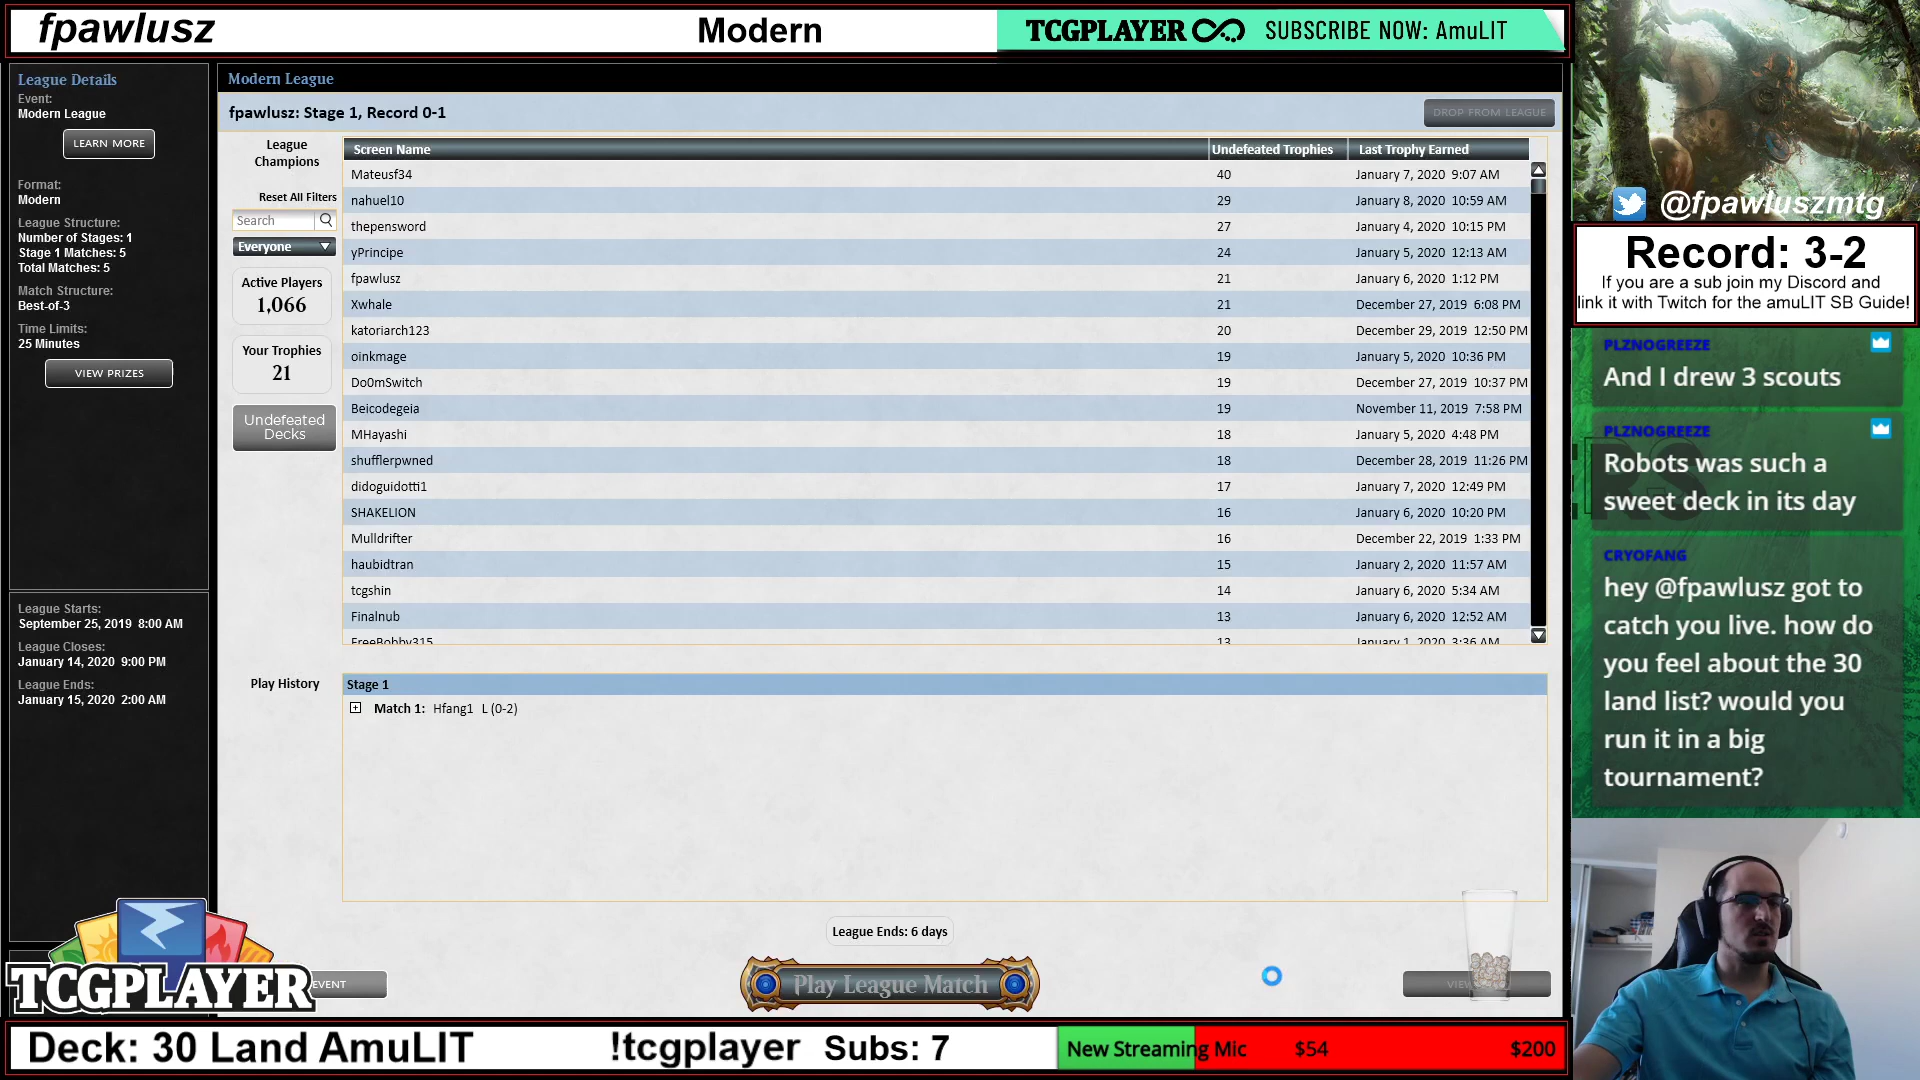 fpawlusz
Modern
TCGPLAYER SUBSCRIBE NOW: AmuLIT
League Details
Event:
Modern League
LEARN MORE
Format:
Modern
League Structure:
Number of Stages: 1
Stage 1 Matches: 5
Total Matches: 5
Match Structure:
Best-of-3
Time Limits:
25 Minutes
VIEW PRIZES
League Starts:
September 25, 2019 8:00 AM
League Closes:
January 14, 2020 9:00 PM
League Ends:
January 15, 2020 2:00 AM
Modern League
fpawlusz: Stage 1, Record 0-1
DROP FROM LEAGUE
League
Champions
Reset All Filters
Search
Everyone
Active Players
1,066
Your Trophies
21
Undefeated
Decks
Screen Name Undefeated Trophies Last Trophy Earned
Mateusf34 40 January 7, 2020 9:07 AM
nahuel10 29 January 8, 2020 10:59 AM
thepensword 27 January 4, 2020 10:15 PM
yPrincipe 24 January 5, 2020 12:13 AM
fpawlusz 21 January 6, 2020 1:12 PM
Xwhale 21 December 27, 2019 6:08 PM
katoriarch123 20 December 29, 2019 12:50 PM
oinkmage 19 January 5, 2020 10:36 PM
Do0mSwitch 19 December 27, 2019 10:37 PM
Beicodegeia 19 November 11, 2019 7:58 PM
MHayashi 18 January 5, 2020 4:48 PM
shufflerpwned 18 December 28, 2019 11:26 PM
didoguidotti1 17 January 7, 2020 12:49 PM
SHAKELION 16 January 6, 2020 10:20 PM
Mulldrifter 16 December 22, 2019 1:33 PM
haubidtran 15 January 2, 2020 11:57 AM
tcgshin 14 January 6, 2020 5:34 AM
Finalnub 13 January 6, 2020 12:52 AM
FreeBobby315 13 January 1, 2020 3:36 AM
Play History
Stage 1
Match 1: Hfang1 L (0-2)
League Ends: 6 days
Play League Match
EVENT
VIEW
TCGPLAYER
@fpawluszmtg
Record: 3-2
If you are a sub join my Discord and
link it with Twitch for the amuLIT SB Guide!
PLZNOGREEZE
And I drew 3 scouts
PLZNOGREEZE
Robots was such a
sweet deck in its day
CRYOFANG
hey @fpawlusz got to
catch you live. how do
you feel about the 30
land list? would you
run it in a big
tournament?
Deck: 30 Land AmuLIT
!tcgplayer Subs: 7
New Streaming Mic $54 $200